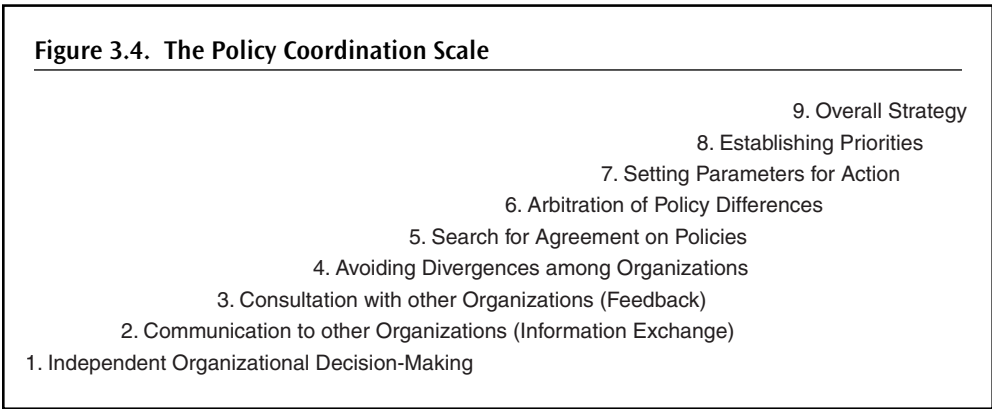 Figure 3.4. The Policy Coordination Scale
9. Overall Strategy
8. Establishing Priorities
7. Setting Parameters for Action
6. Arbitration of Policy Differences
5. Search for Agreement on Policies
4. Avoiding Divergences among Organizations
3. Consultation with other Organizations (Feedback)
2. Communication to other Organizations (Information Exchange)
1. Independent Organizational Decision-Making